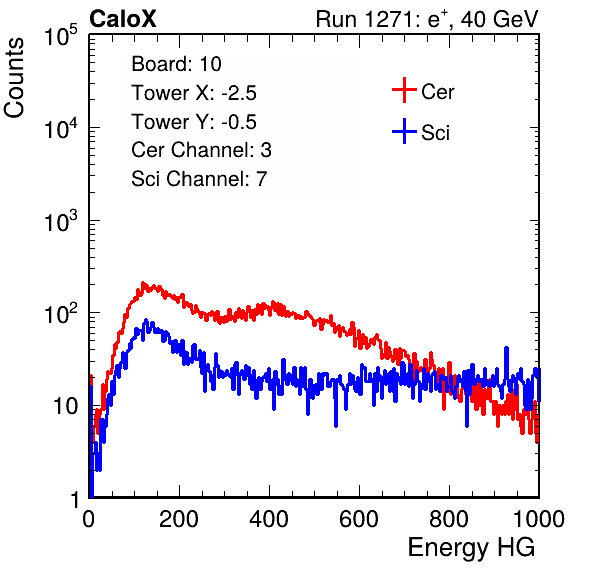 CaloX Run 1271: e⁺, 40 GeV
Counts
10⁵
10⁴
10³
10²
10
1
Board: 10
Tower X: -2.5
Tower Y: -0.5
Cer Channel: 3
Sci Channel: 7
Cer
Sci
0 200 400 600 800 1000
Energy HG